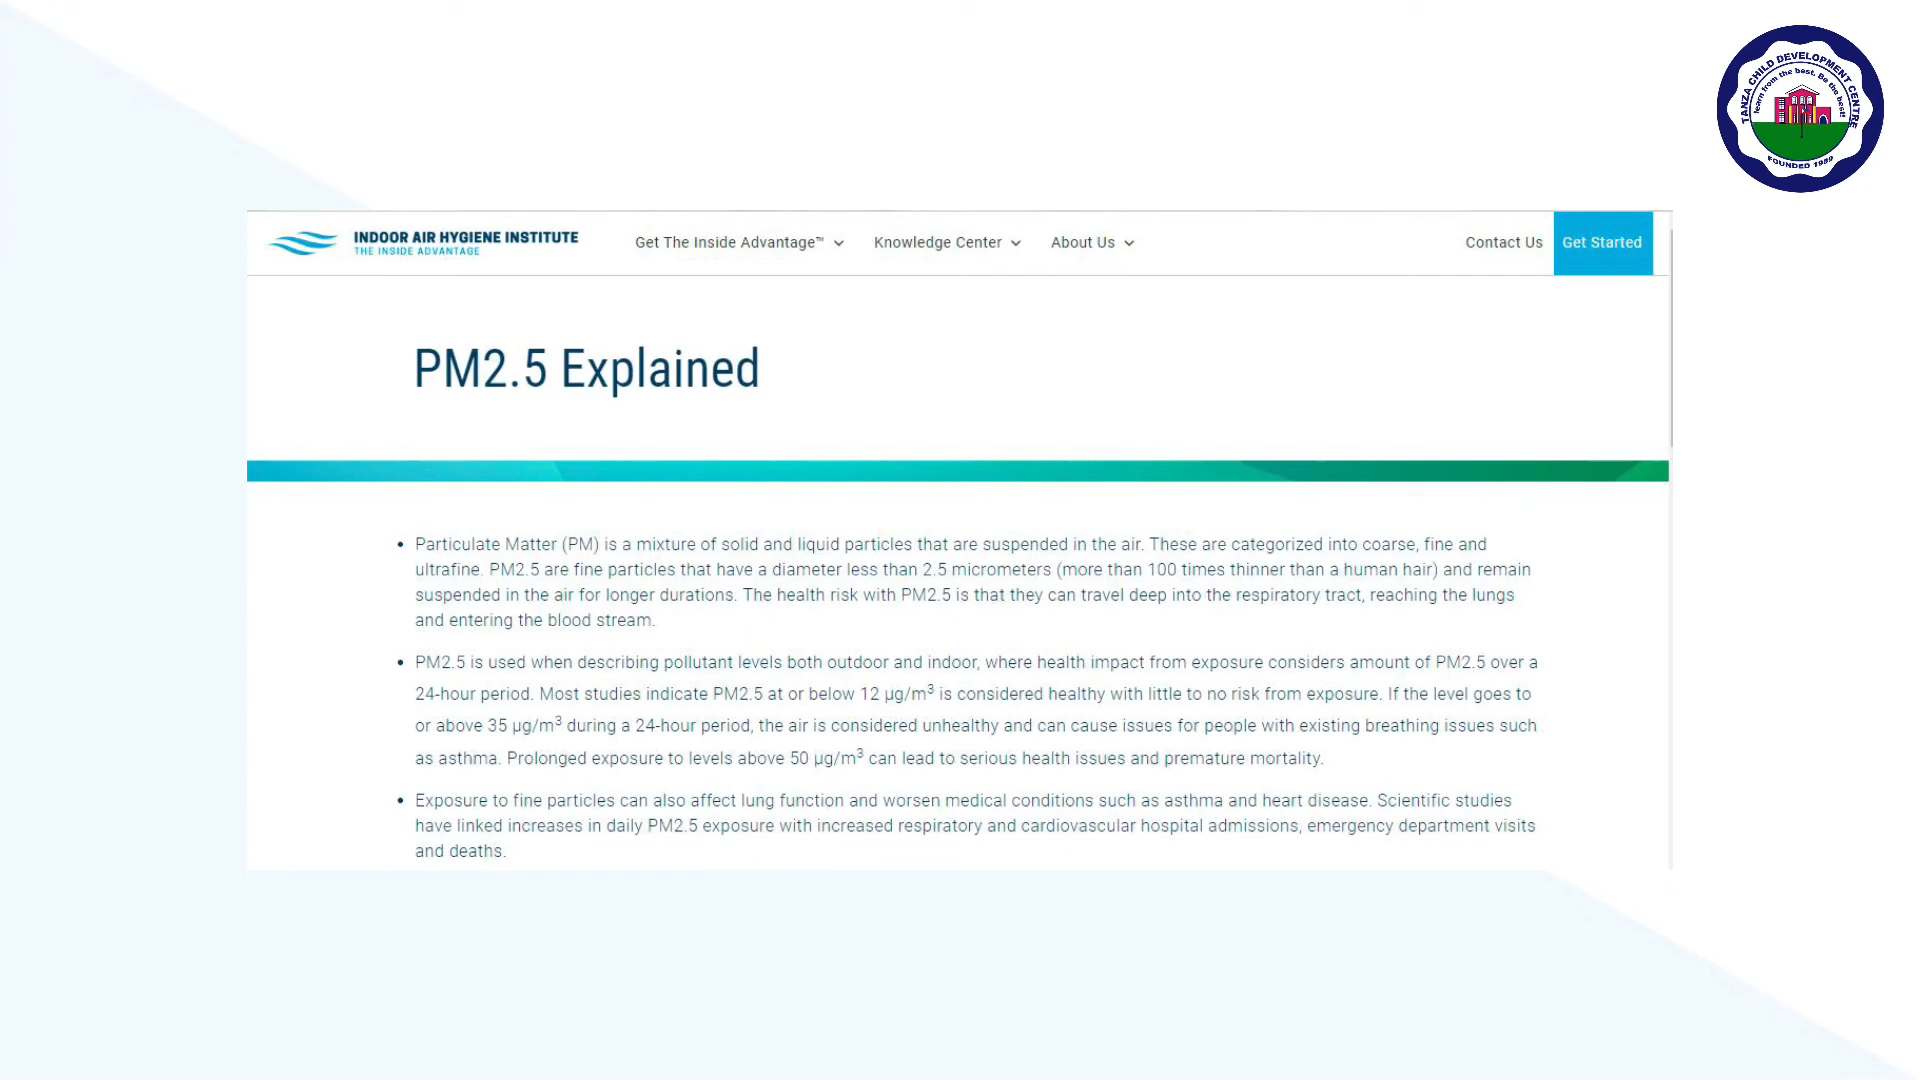 TANZA CHILD DEVELOPMENT CENTRE
learn from the best. Be the best!
FOUNDED 1989
INDOOR AIR HYGIENE INSTITUTE
THE INSIDE ADVANTAGE
Get The Inside Advantage™
Knowledge Center
About Us
Contact Us
Get Started
PM2.5 Explained
• Particulate Matter (PM) is a mixture of solid and liquid particles that are suspended in the air. These are categorized into coarse, fine and
ultrafine. PM2.5 are fine particles that have a diameter less than 2.5 micrometers (more than 100 times thinner than a human hair) and remain
suspended in the air for longer durations. The health risk with PM2.5 is that they can travel deep into the respiratory tract, reaching the lungs
and entering the blood stream.
• PM2.5 is used when describing pollutant levels both outdoor and indoor, where health impact from exposure considers amount of PM2.5 over a
24-hour period. Most studies indicate PM2.5 at or below 12 μg/m³ is considered healthy with little to no risk from exposure. If the level goes to
or above 35 μg/m³ during a 24-hour period, the air is considered unhealthy and can cause issues for people with existing breathing issues such
as asthma. Prolonged exposure to levels above 50 μg/m³ can lead to serious health issues and premature mortality.
• Exposure to fine particles can also affect lung function and worsen medical conditions such as asthma and heart disease. Scientific studies
have linked increases in daily PM2.5 exposure with increased respiratory and cardiovascular hospital admissions, emergency department visits
and deaths.